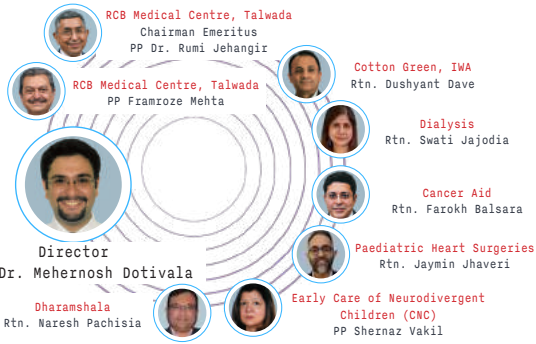 RCB Medical Centre, Talwada
Chairman Emeritus
PP Dr. Rumi Jehangir
RCB Medical Centre, Talwada
PP Framroze Mehta
Cotton Green, IWA
Rtn. Dushyant Dave
Dialysis
Rtn. Swati Jajodia
Cancer Aid
Rtn. Farokh Balsara
Director
Dr. Mehernosh Dotivala
Paediatric Heart Surgeries
Rtn. Jaymin Jhaveri
Dharamshala
Rtn. Naresh Pachisia
Early Care of Neurodivergent
Children (CNC)
PP Shernaz Vakil